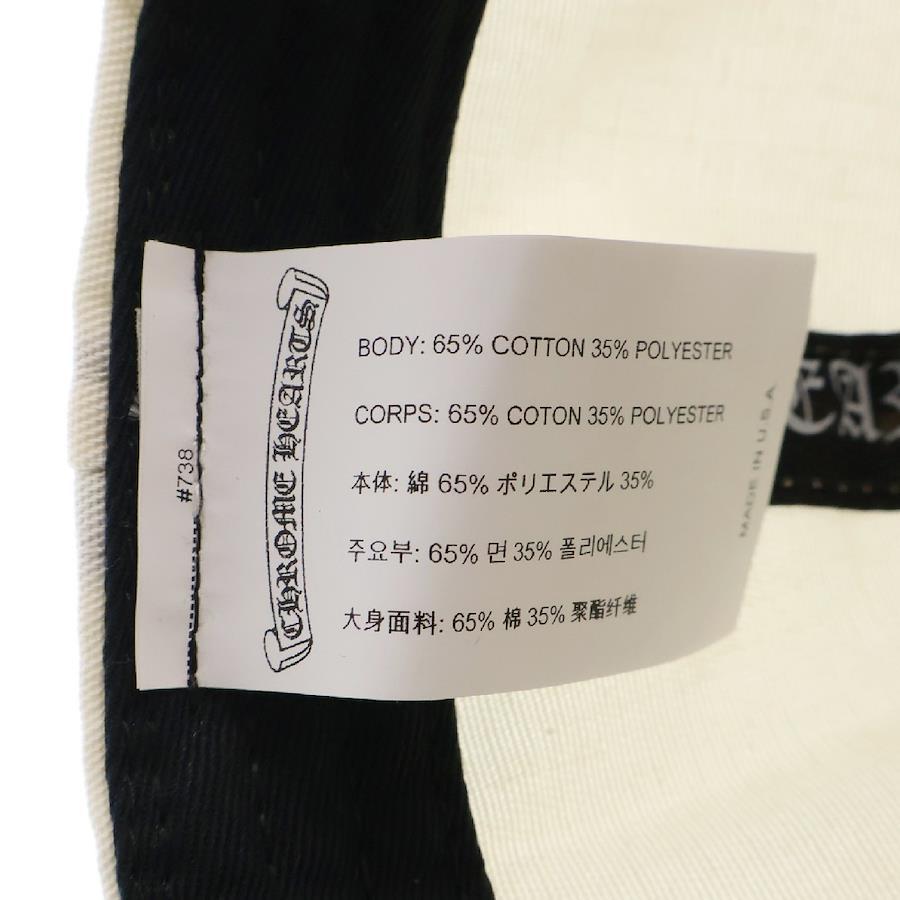 #738
CHROME HEARTS
BODY: 65% COTTON 35% POLYESTER
CORPS: 65% COTON 35% POLYESTER
本体: 綿 65% ポリエステル 35%
주요부: 65% 면 35% 폴리에스터
大身面料: 65% 棉 35% 聚酯纤维
MADE IN U.S.A
EA